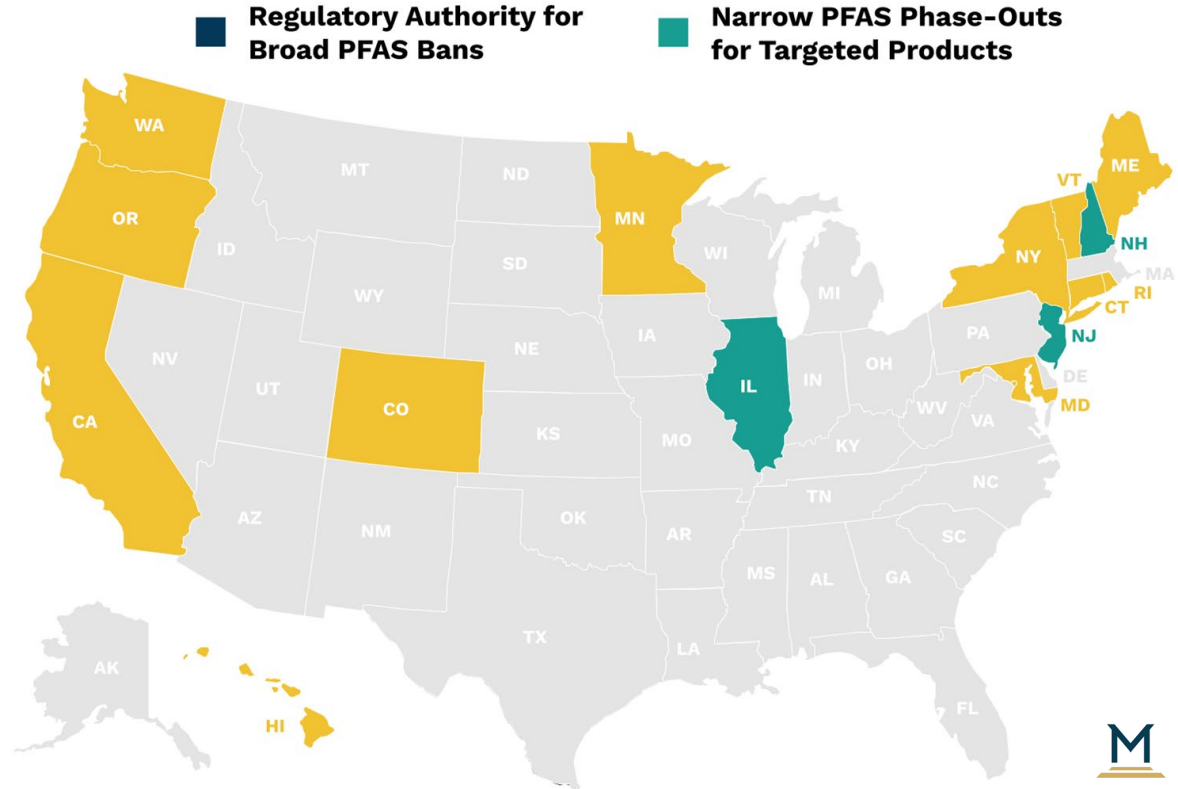 Regulatory Authority for
Broad PFAS Bans
Narrow PFAS Phase-Outs
for Targeted Products
WA
MT
ND
MN
OR
ID
SD
WI
WY
MI
VT
ME
NY
NH
MA
RI
CT
NV
UT
NE
IA
PA
NJ
OH
IN
IL
DE
MD
CA
CO
KS
MO
WV
VA
KY
AZ
NM
OK
TN
NC
AR
SC
MS
AL
GA
TX
LA
AK
FL
HI
M